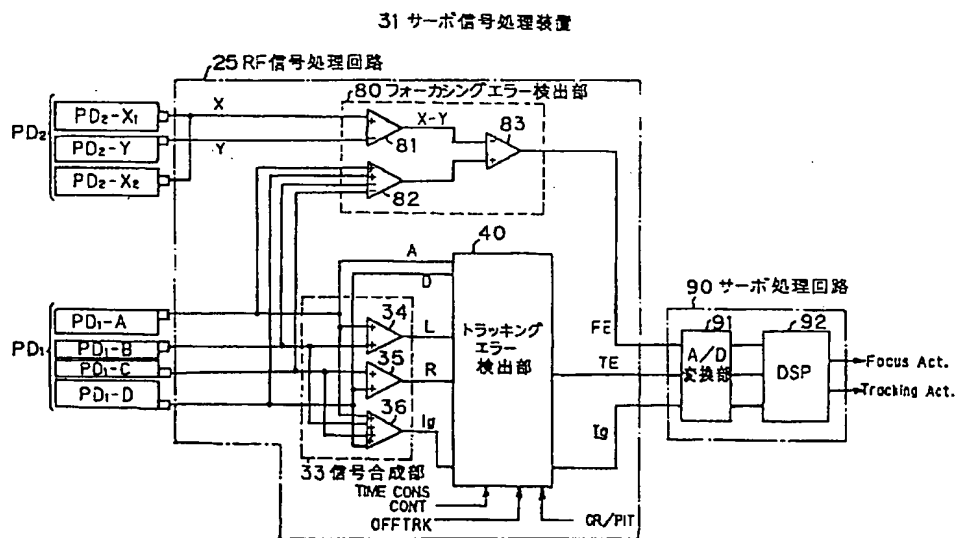 31 サーボ信号処理装置
25 RF信号処理回路
80 フォーカシングエラー検出部
PD2
PD2-X1
PD2-Y
PD2-X2
X
Y
81
X-Y
82
83
PD1
PD1-A
PD1-B
PD1-C
PD1-D
A
D
34
L
35
R
36
Ig
33 信号合成部
40
トラッキング
エラー
検出部
TIME CONS
CONT
OFFTRK
GR/PIT
FE
TE
Ig
90 サーボ処理回路
91
A/D
変換部
92
DSP
Focus Act.
Tracking Act.